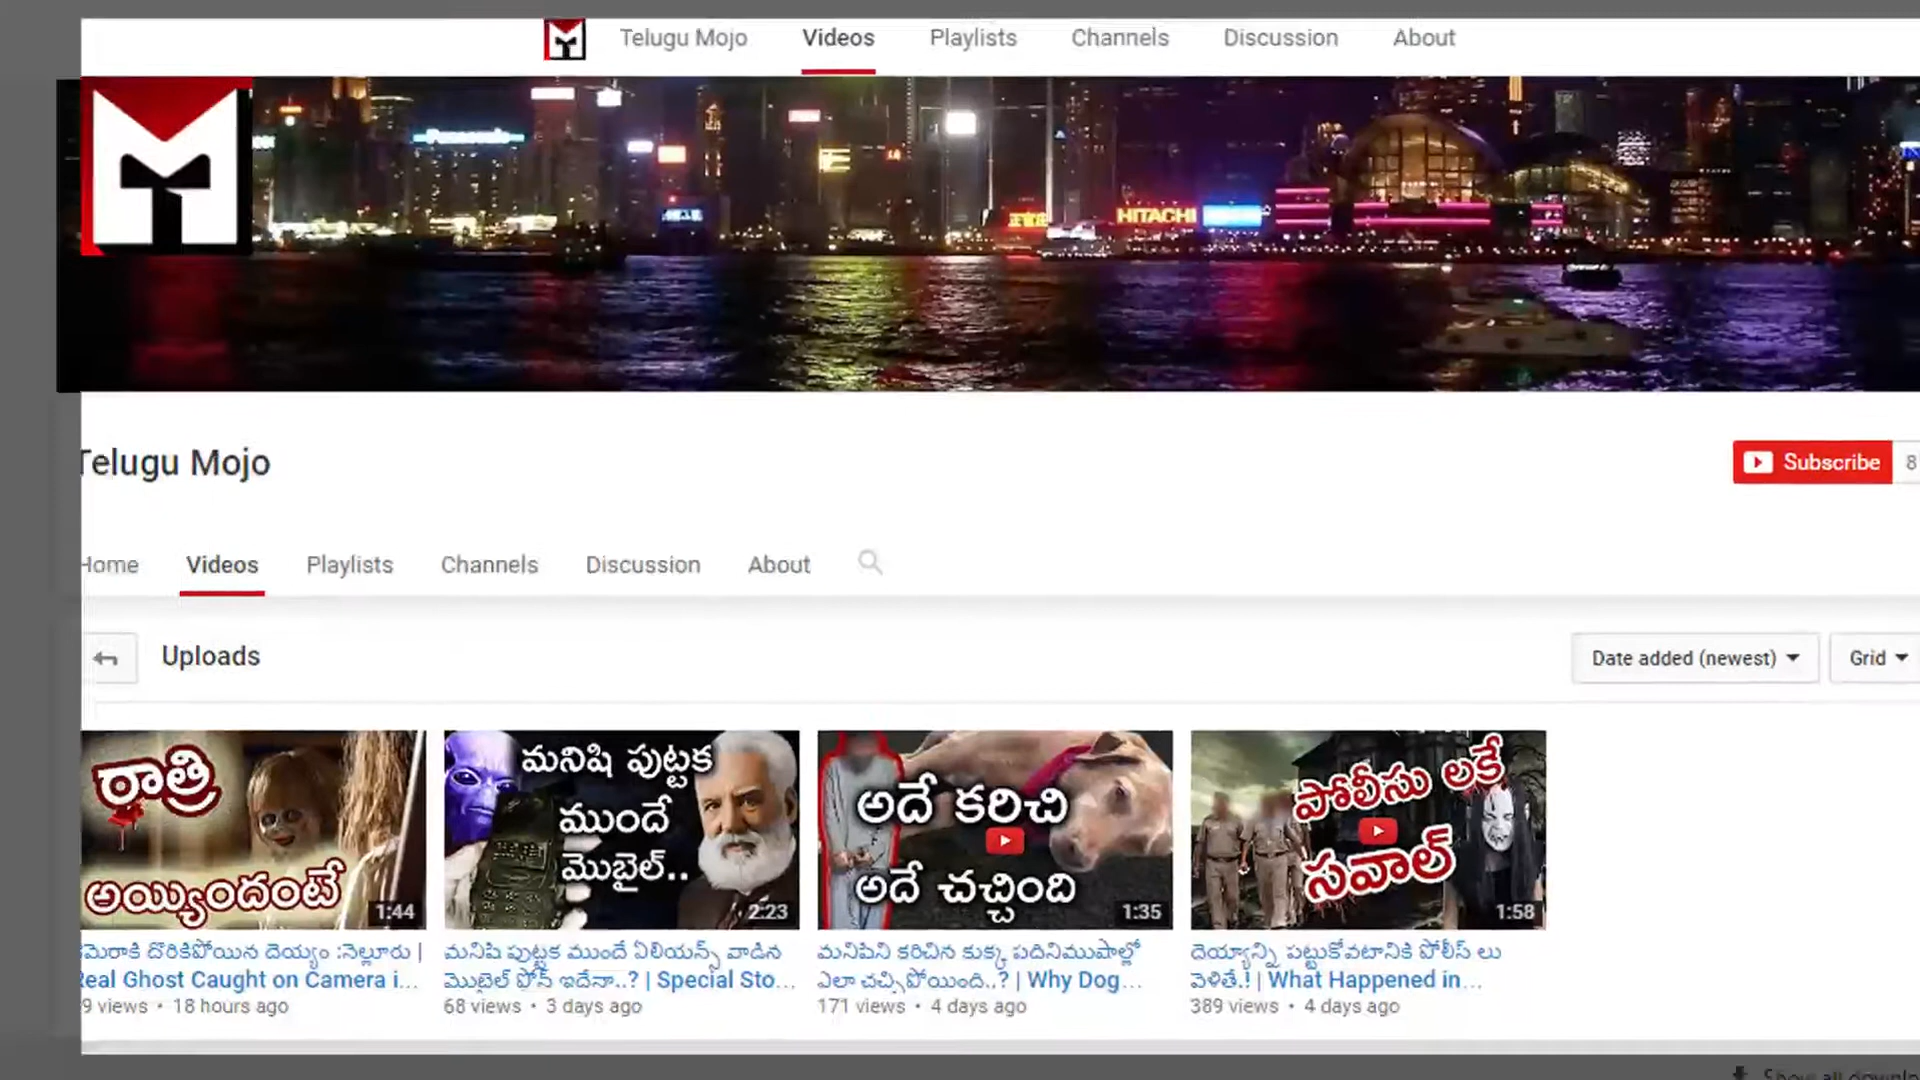 Telugu Mojo Videos Playlists Channels Discussion About
Panasonic
HITACHI
Telugu Mojo
Subscribe 8
Home Videos Playlists Channels Discussion About
Uploads
Date added (newest) Grid
రాత్రి
అయ్యిందంటే
1:44
మనిషి పుట్టక
ముందే
మొబైల్..
2:23
అదే కరిచి
అదే చచ్చింది
1:35
పోలీసు లకే
సవాల్
1:58
కెమెరాకి దొరికిపోయిన దెయ్యం :నెల్లూరు |
Real Ghost Caught on Camera i...
9 views • 18 hours ago
మనిషి పుట్టక ముందే ఏలియన్స్ వాడిన
మొబైల్ ఫోన్ ఇదేనా..? | Special Sto...
68 views • 3 days ago
మనిషిని కరిచిన కుక్క పదినిముషాల్లో
ఎలా చచ్చిపోయింది..? | Why Dog...
171 views • 4 days ago
దెయ్యాన్ని పట్టుకోవటానికి పోలీస్ లు
వెళితే.! | What Happened in...
389 views • 4 days ago